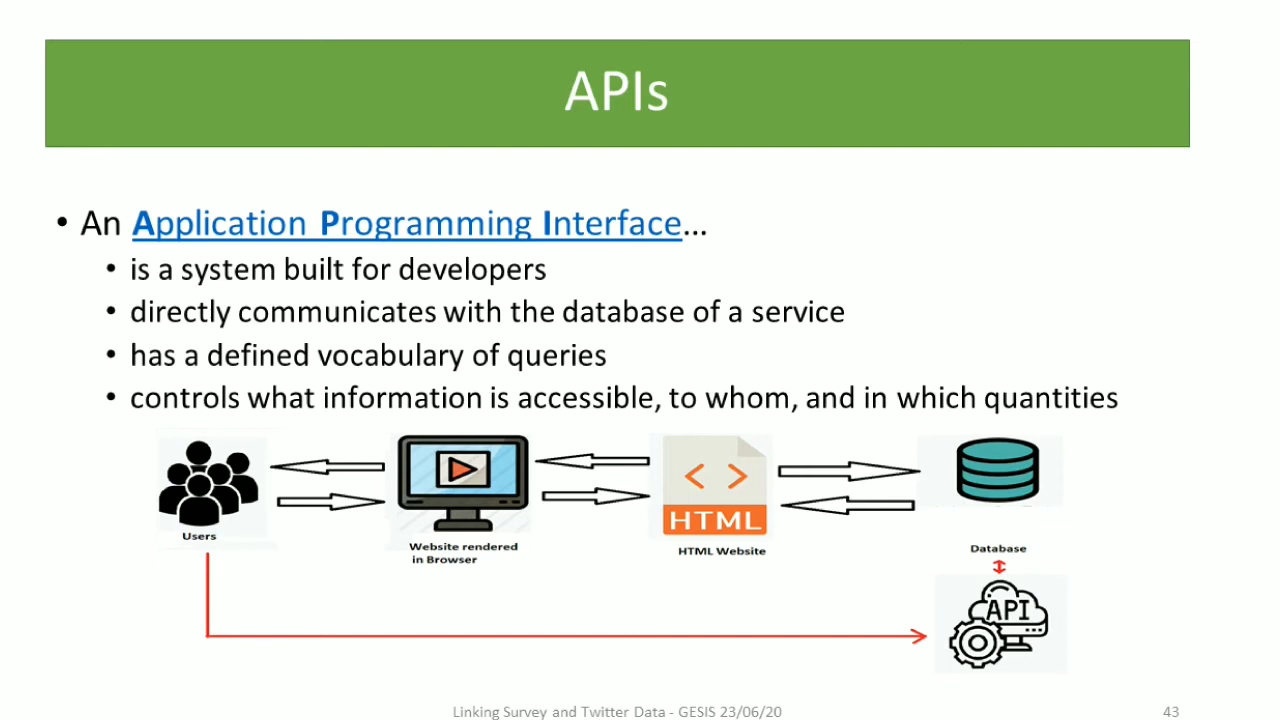 APIs
• An Application Programming Interface...
• is a system built for developers
• directly communicates with the database of a service
• has a defined vocabulary of queries
• controls what information is accessible, to whom, and in which quantities
Users
Website rendered
in Browser
HTML
HTML Website
Database
API
Linking Survey and Twitter Data - GESIS 23/06/20
43